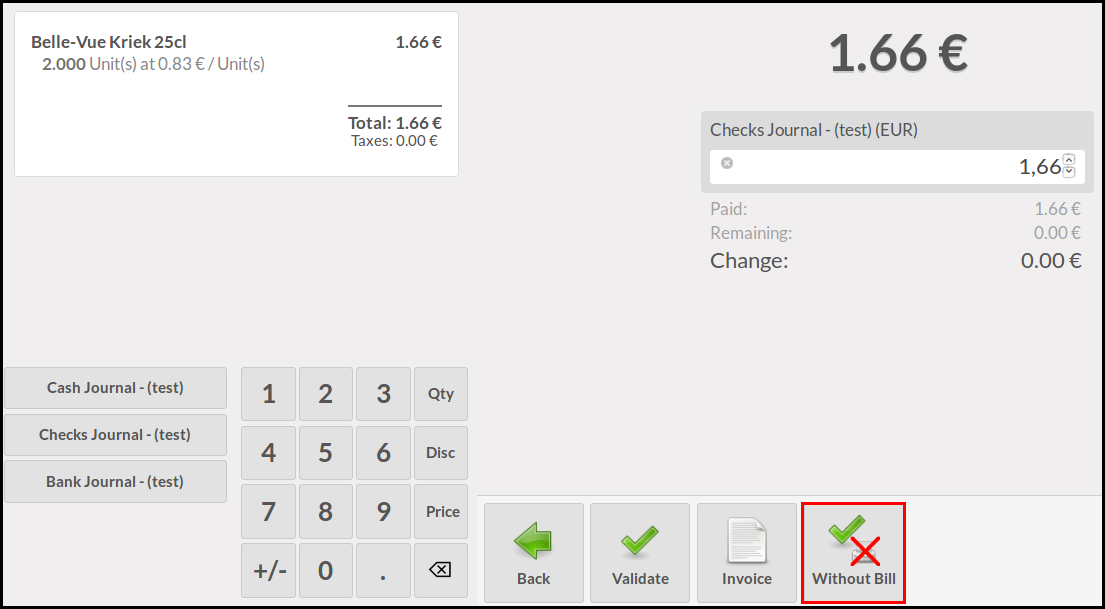 Belle-Vue Kriek 25cl 1.66 €
2.000 Unit(s) at 0.83 € / Unit(s)
Total: 1.66 €
Taxes: 0.00 €
1.66 €
Checks Journal - (test) (EUR)
1,66
Paid: 1.66 €
Remaining: 0.00 €
Change: 0.00 €
Cash Journal - (test)
Checks Journal - (test)
Bank Journal - (test)
1 2 3 Qty
4 5 6 Disc
7 8 9 Price
+/- 0 .
Back Validate Invoice Without Bill